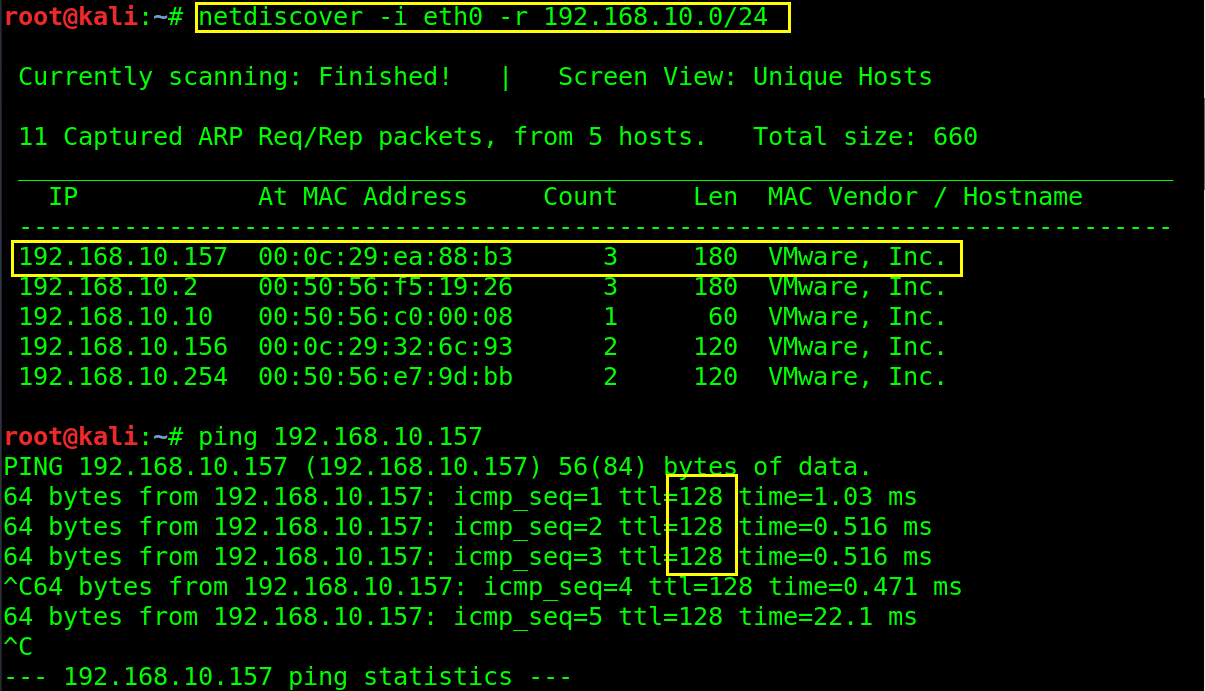 root@kali:~# netdiscover -i eth0 -r 192.168.10.0/24
Currently scanning: Finished!   |   Screen View: Unique Hosts
11 Captured ARP Req/Rep packets, from 5 hosts.   Total size: 660
_____________________________________________________________________________
IP            At MAC Address     Count     Len  MAC Vendor / Hostname
-----------------------------------------------------------------------------
192.168.10.157  00:0c:29:ea:88:b3      3     180  VMware, Inc.
192.168.10.2    00:50:56:f5:19:26      3     180  VMware, Inc.
192.168.10.10   00:50:56:c0:00:08      1      60  VMware, Inc.
192.168.10.156  00:0c:29:32:6c:93      2     120  VMware, Inc.
192.168.10.254  00:50:56:e7:9d:bb      2     120  VMware, Inc.
root@kali:~# ping 192.168.10.157
PING 192.168.10.157 (192.168.10.157) 56(84) bytes of data.
64 bytes from 192.168.10.157: icmp_seq=1 ttl=128 time=1.03 ms
64 bytes from 192.168.10.157: icmp_seq=2 ttl=128 time=0.516 ms
64 bytes from 192.168.10.157: icmp_seq=3 ttl=128 time=0.516 ms
^C64 bytes from 192.168.10.157: icmp_seq=4 ttl=128 time=0.471 ms
64 bytes from 192.168.10.157: icmp_seq=5 ttl=128 time=22.1 ms
^C
--- 192.168.10.157 ping statistics ---